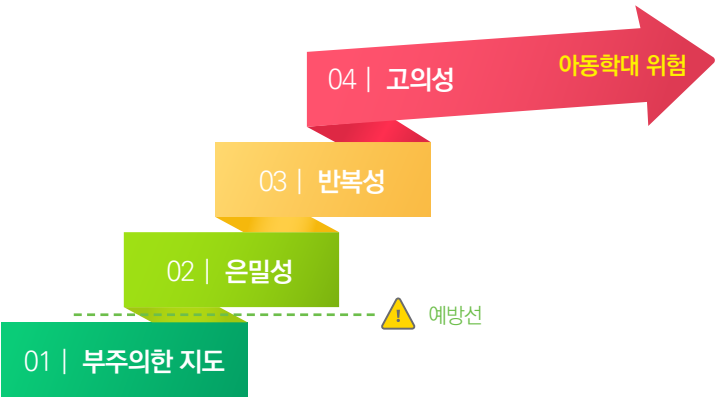 04 | 고의성
아동학대 위험
03 | 반복성
02 | 은밀성
예방선
01 | 부주의한 지도